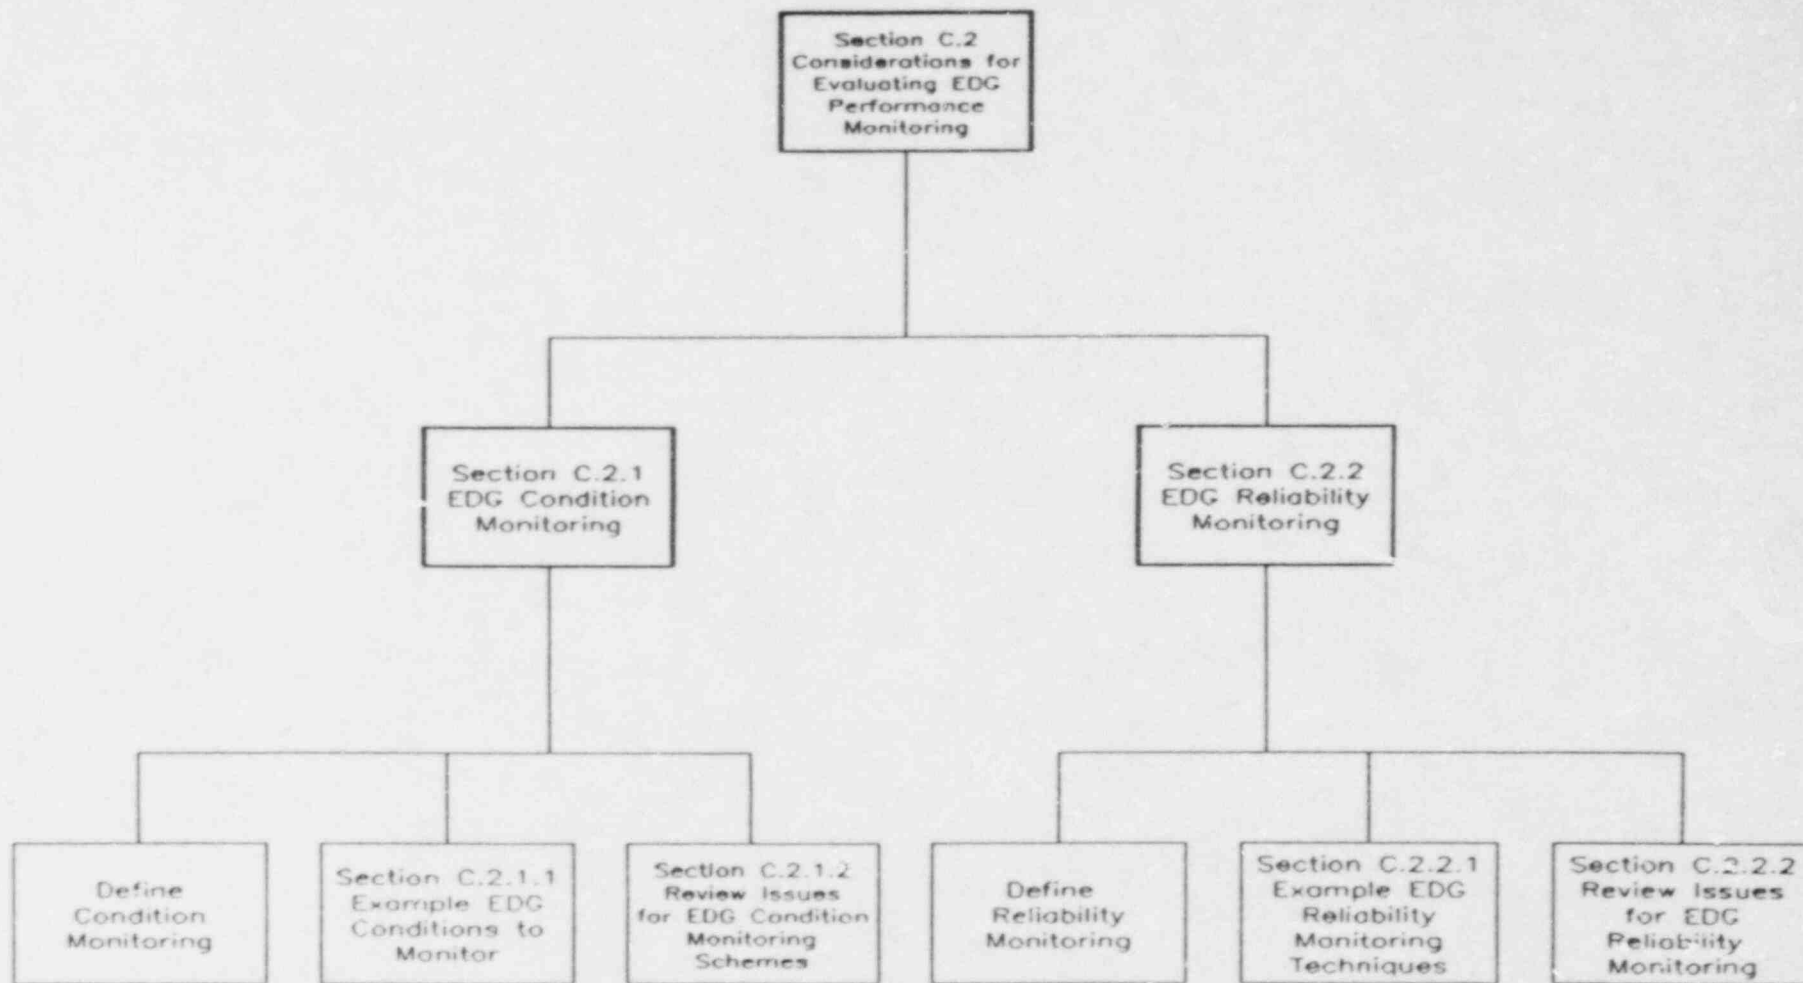 Section C.2
Considerations for
Evaluating EDG
Performance
Monitoring
Section C.2.1
EDG Condition
Monitoring
Section C.2.2
EDG Reliability
Monitoring
Define
Condition
Monitoring
Section C.2.1.1
Example EDG
Conditions to
Monitor
Section C.2.1.2
Review Issues
for EDG Condition
Monitoring
Schemes
Define
Reliability
Monitoring
Section C.2.2.1
Example EDG
Reliability
Monitoring
Techniques
Section C.2.2.2
Review Issues
for EDG
Reliability
Monitoring